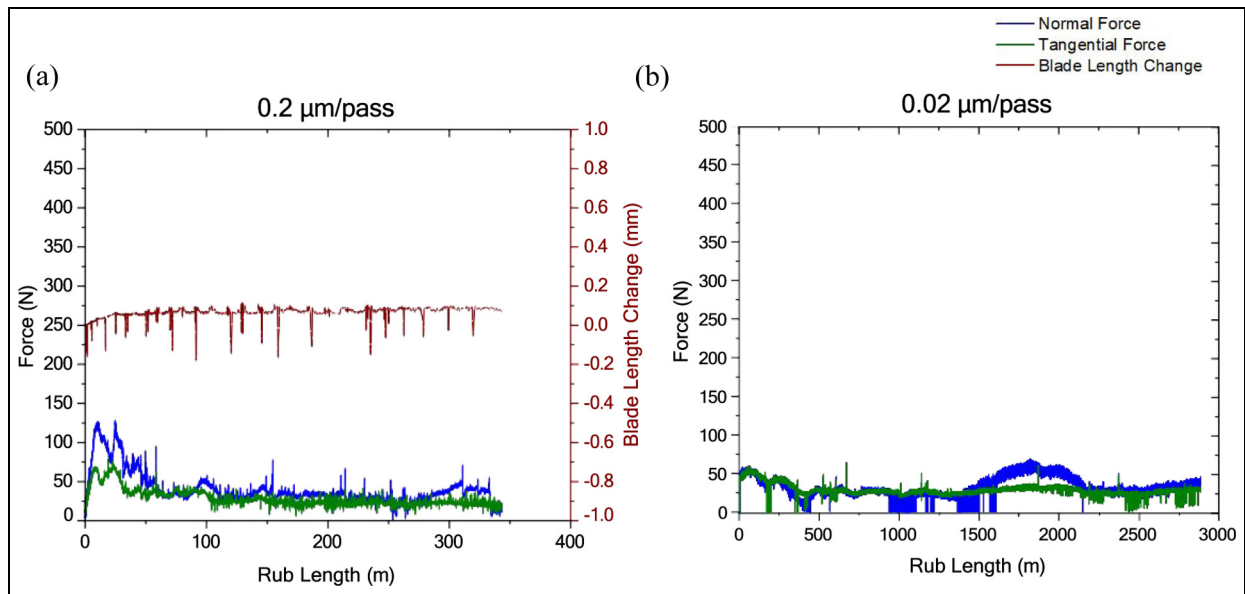 Normal Force
Tangential Force
Blade Length Change
(a)
(b)
0.2 µm/pass
0.02 µm/pass
500
450
400
350
300
250
200
150
100
50
0
Force (N)
1.0
0.8
0.6
0.4
0.2
0.0
-0.2
-0.4
-0.6
-0.8
-1.0
Blade Length Change (mm)
0 100 200 300 400
Rub Length (m)
500
450
400
350
300
250
200
150
100
50
0
Force (N)
0 500 1000 1500 2000 2500 3000
Rub Length (m)